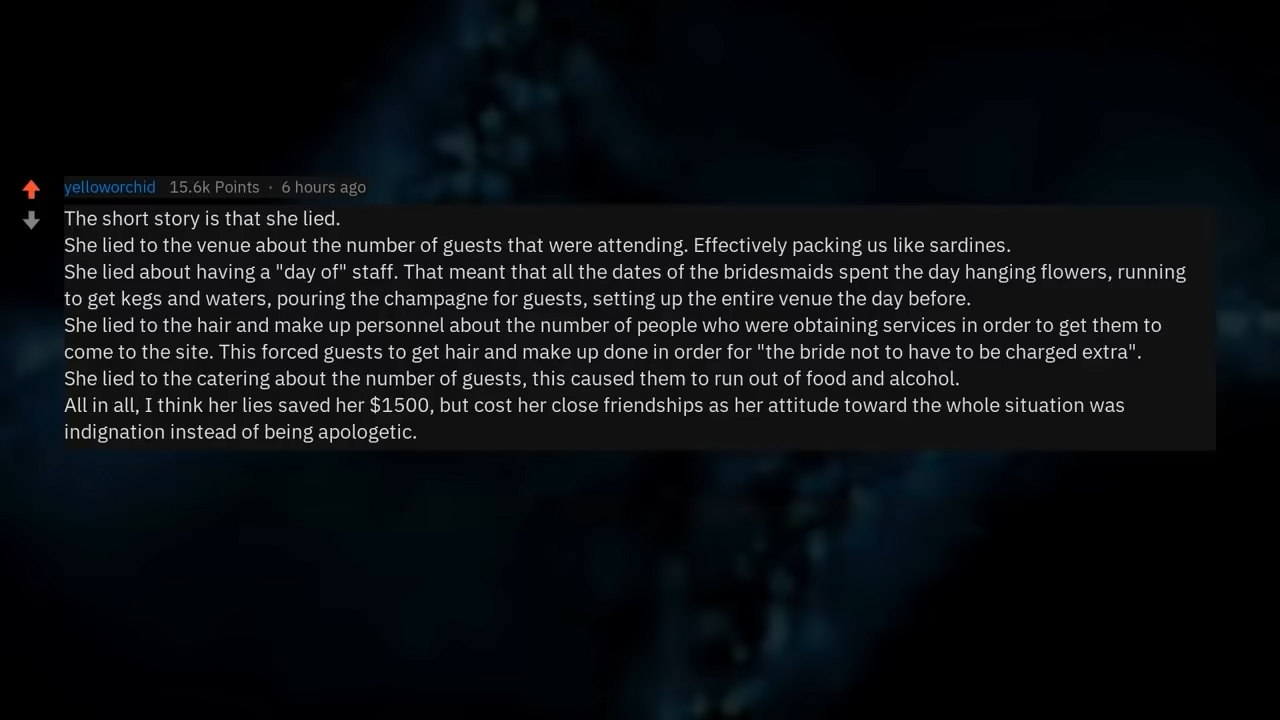 yelloworchid 15.6k Points · 6 hours ago
The short story is that she lied.
She lied to the venue about the number of guests that were attending. Effectively packing us like sardines.
She lied about having a "day of" staff. That meant that all the dates of the bridesmaids spent the day hanging flowers, running
to get kegs and waters, pouring the champagne for guests, setting up the entire venue the day before.
She lied to the hair and make up personnel about the number of people who were obtaining services in order to get them to
come to the site. This forced guests to get hair and make up done in order for "the bride not to have to be charged extra".
She lied to the catering about the number of guests, this caused them to run out of food and alcohol.
All in all, I think her lies saved her $1500, but cost her close friendships as her attitude toward the whole situation was
indignation instead of being apologetic.